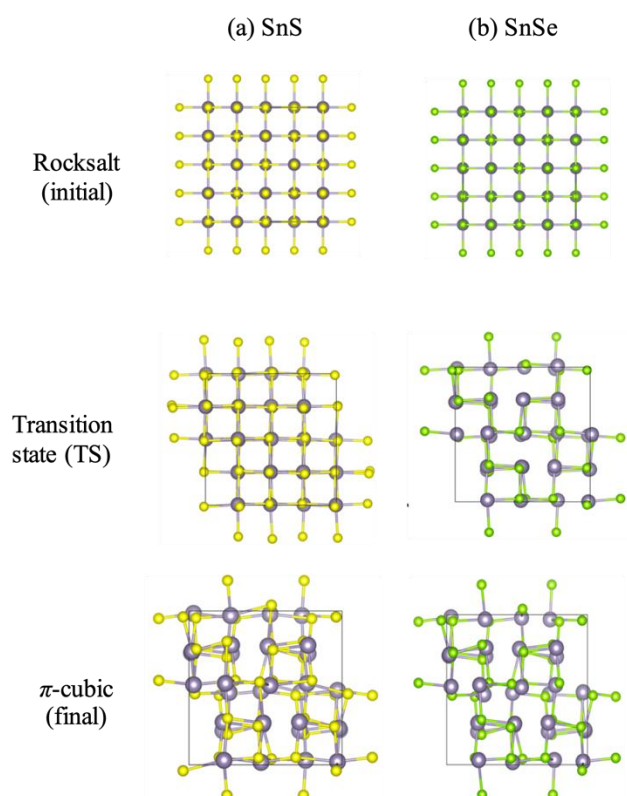 (a) SnS (b) SnSe
Rocksalt
(initial)
Transition
state (TS)
π-cubic
(final)